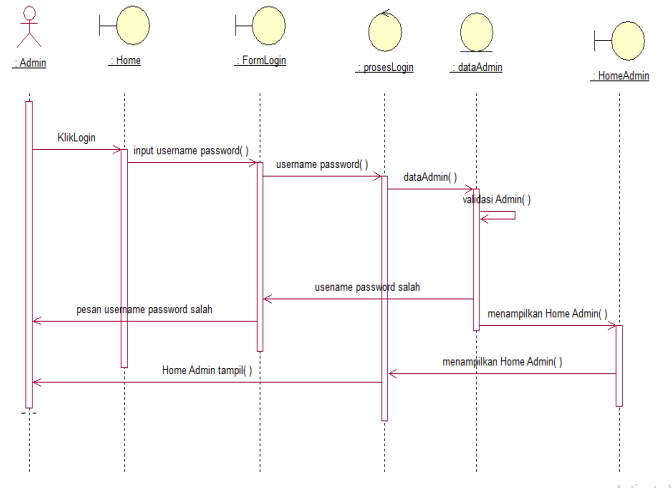 : Admin
: Home
: FormLogin
: prosesLogin
: dataAdmin
: HomeAdmin
KlikLogin
input username password( )
username password( )
dataAdmin( )
validasi Admin( )
usename password salah
pesan username password salah
menampilkan Home Admin( )
menampilkan Home Admin( )
Home Admin tampil( )